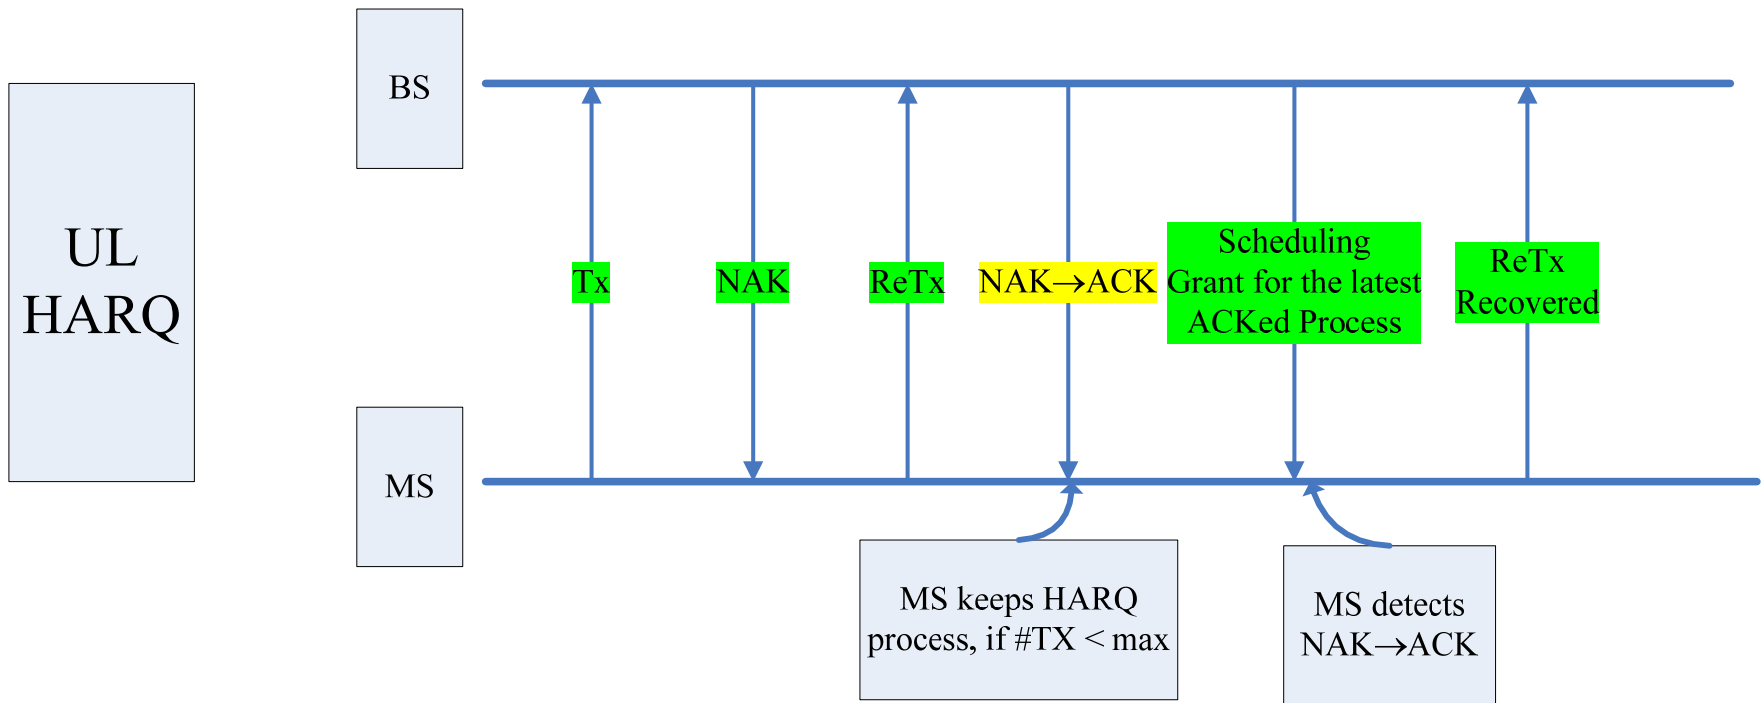 UL
HARQ
BS
MS
Tx
NAK
ReTx
NAK→ACK
Scheduling
Grant for the latest
ACKed Process
ReTx
Recovered
MS keeps HARQ
process, if #TX < max
MS detects
NAK→ACK